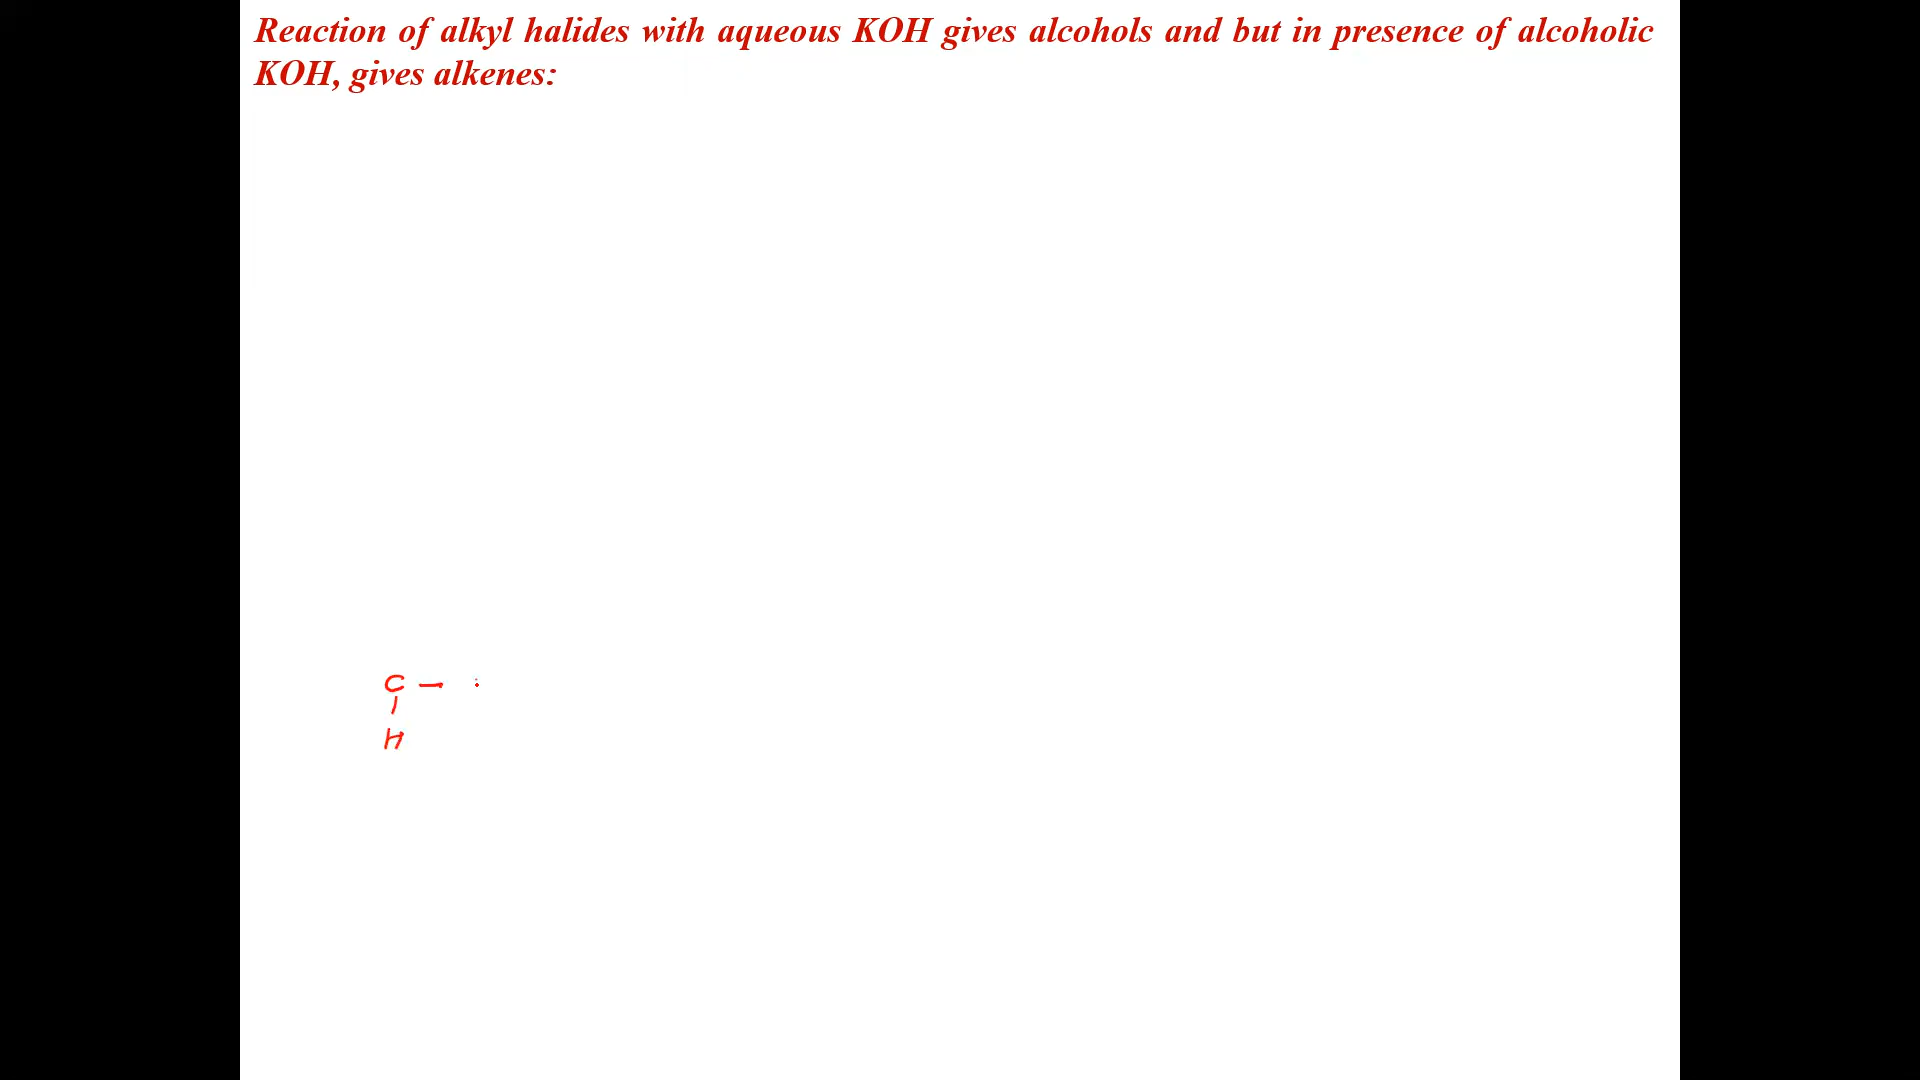 Reaction of alkyl halides with aqueous KOH gives alcohols and but in presence of alcoholic
KOH, gives alkenes:
C —
H